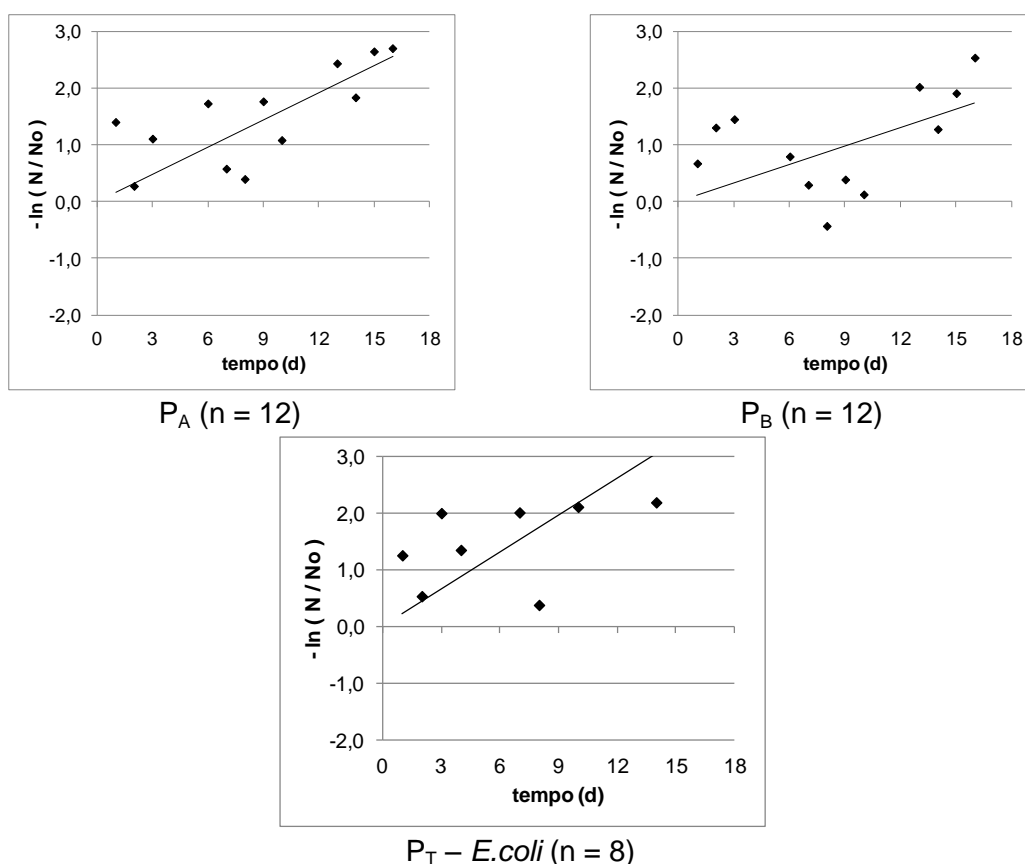 3,0
2,0
1,0
0,0
-1,0
-2,0
- ln ( N / No )
0 3 6 9 12 15 18
tempo (d)
P_A (n = 12)
3,0
2,0
1,0
0,0
-1,0
-2,0
- ln ( N / No )
0 3 6 9 12 15 18
tempo (d)
P_B (n = 12)
3,0
2,0
1,0
0,0
-1,0
-2,0
- ln ( N / No )
0 3 6 9 12 15 18
tempo (d)
P_T – E.coli (n = 8)